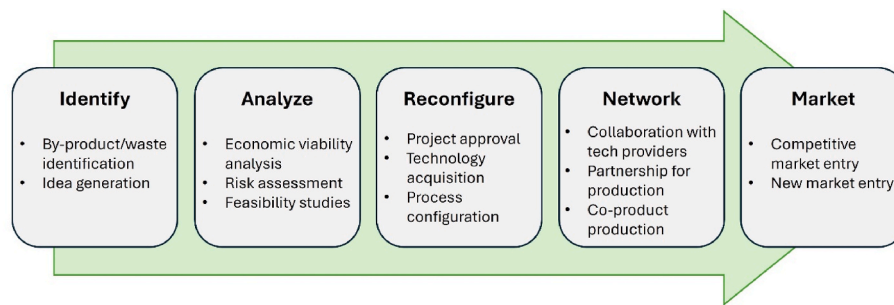 Identify
• By-product/waste
identification
• Idea generation
Analyze
• Economic viability
analysis
• Risk assessment
• Feasibility studies
Reconfigure
• Project approval
• Technology
acquisition
• Process
configuration
Network
• Collaboration with
tech providers
• Partnership for
production
• Co-product
production
Market
• Competitive
market entry
• New market entry